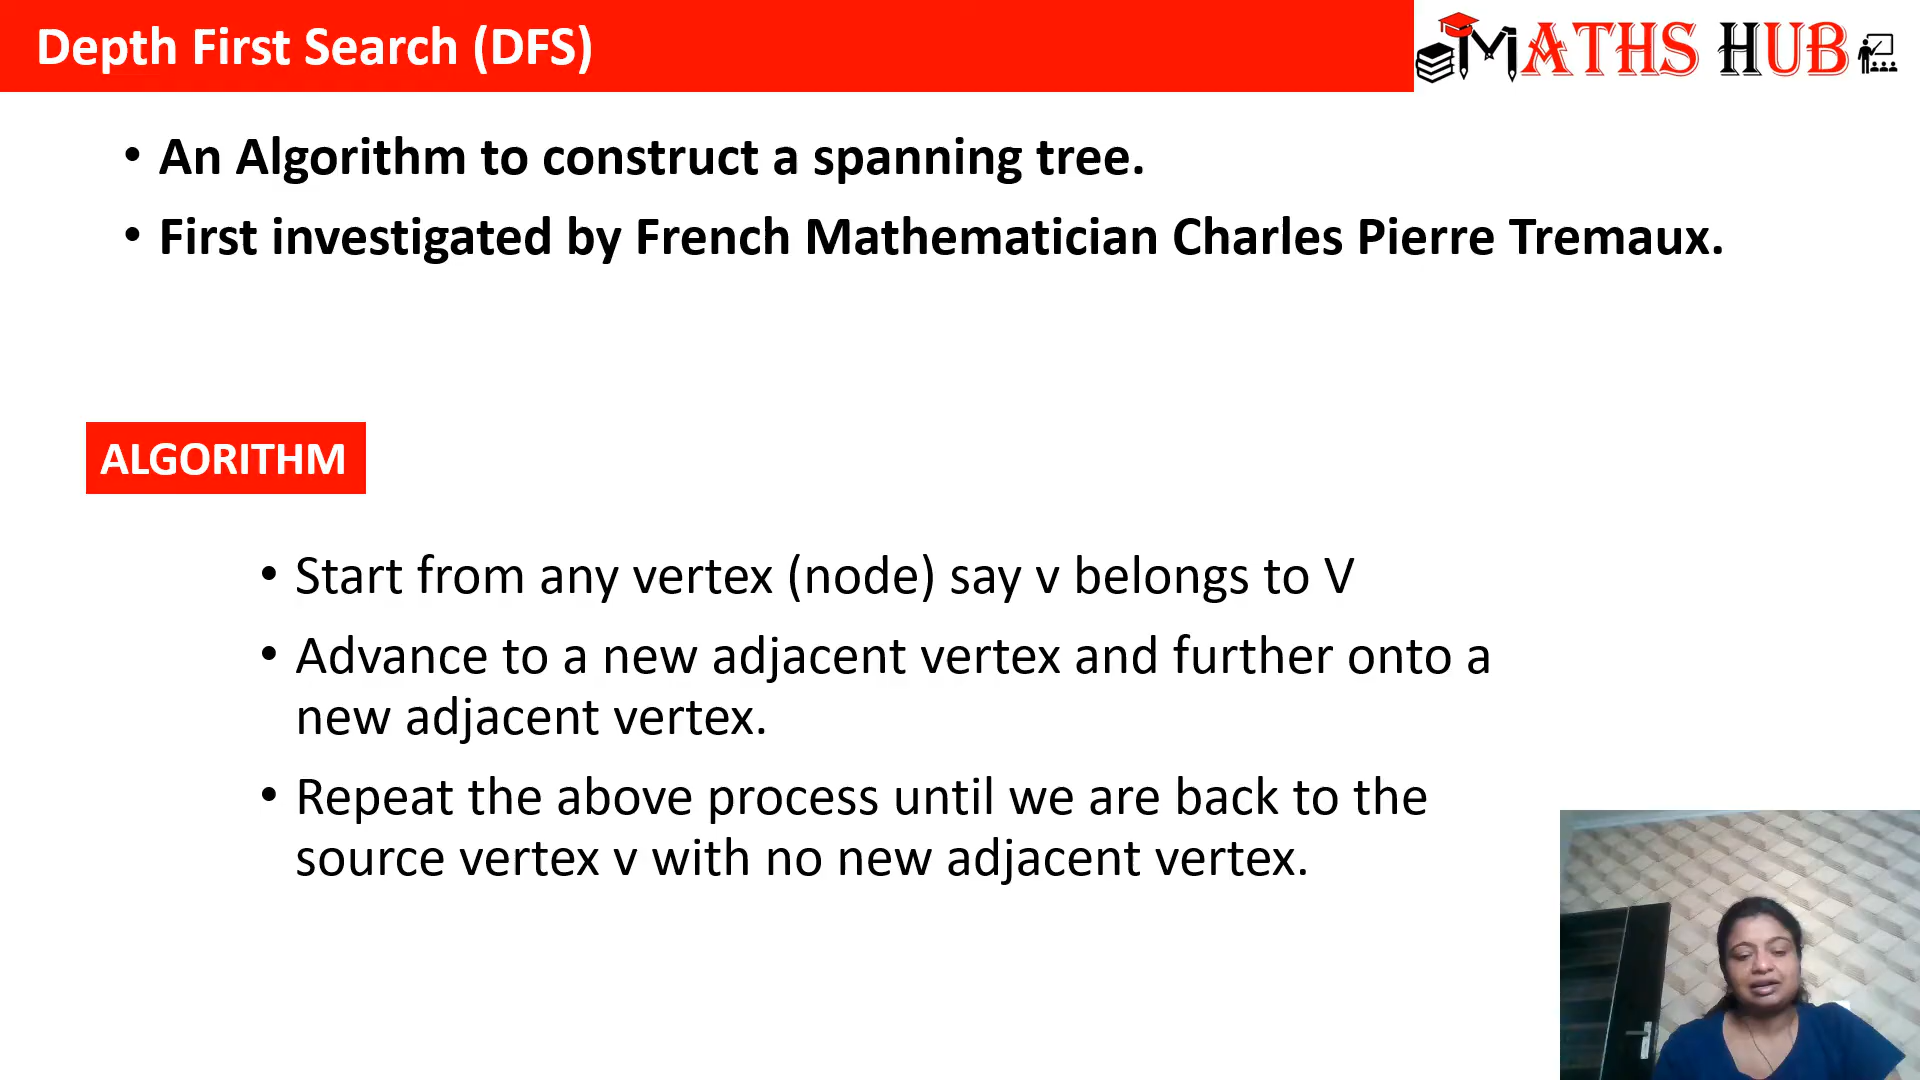 Depth First Search (DFS)
MATHS HUB
• An Algorithm to construct a spanning tree.
• First investigated by French Mathematician Charles Pierre Tremaux.
ALGORITHM
• Start from any vertex (node) say v belongs to V
• Advance to a new adjacent vertex and further onto a
new adjacent vertex.
• Repeat the above process until we are back to the
source vertex v with no new adjacent vertex.